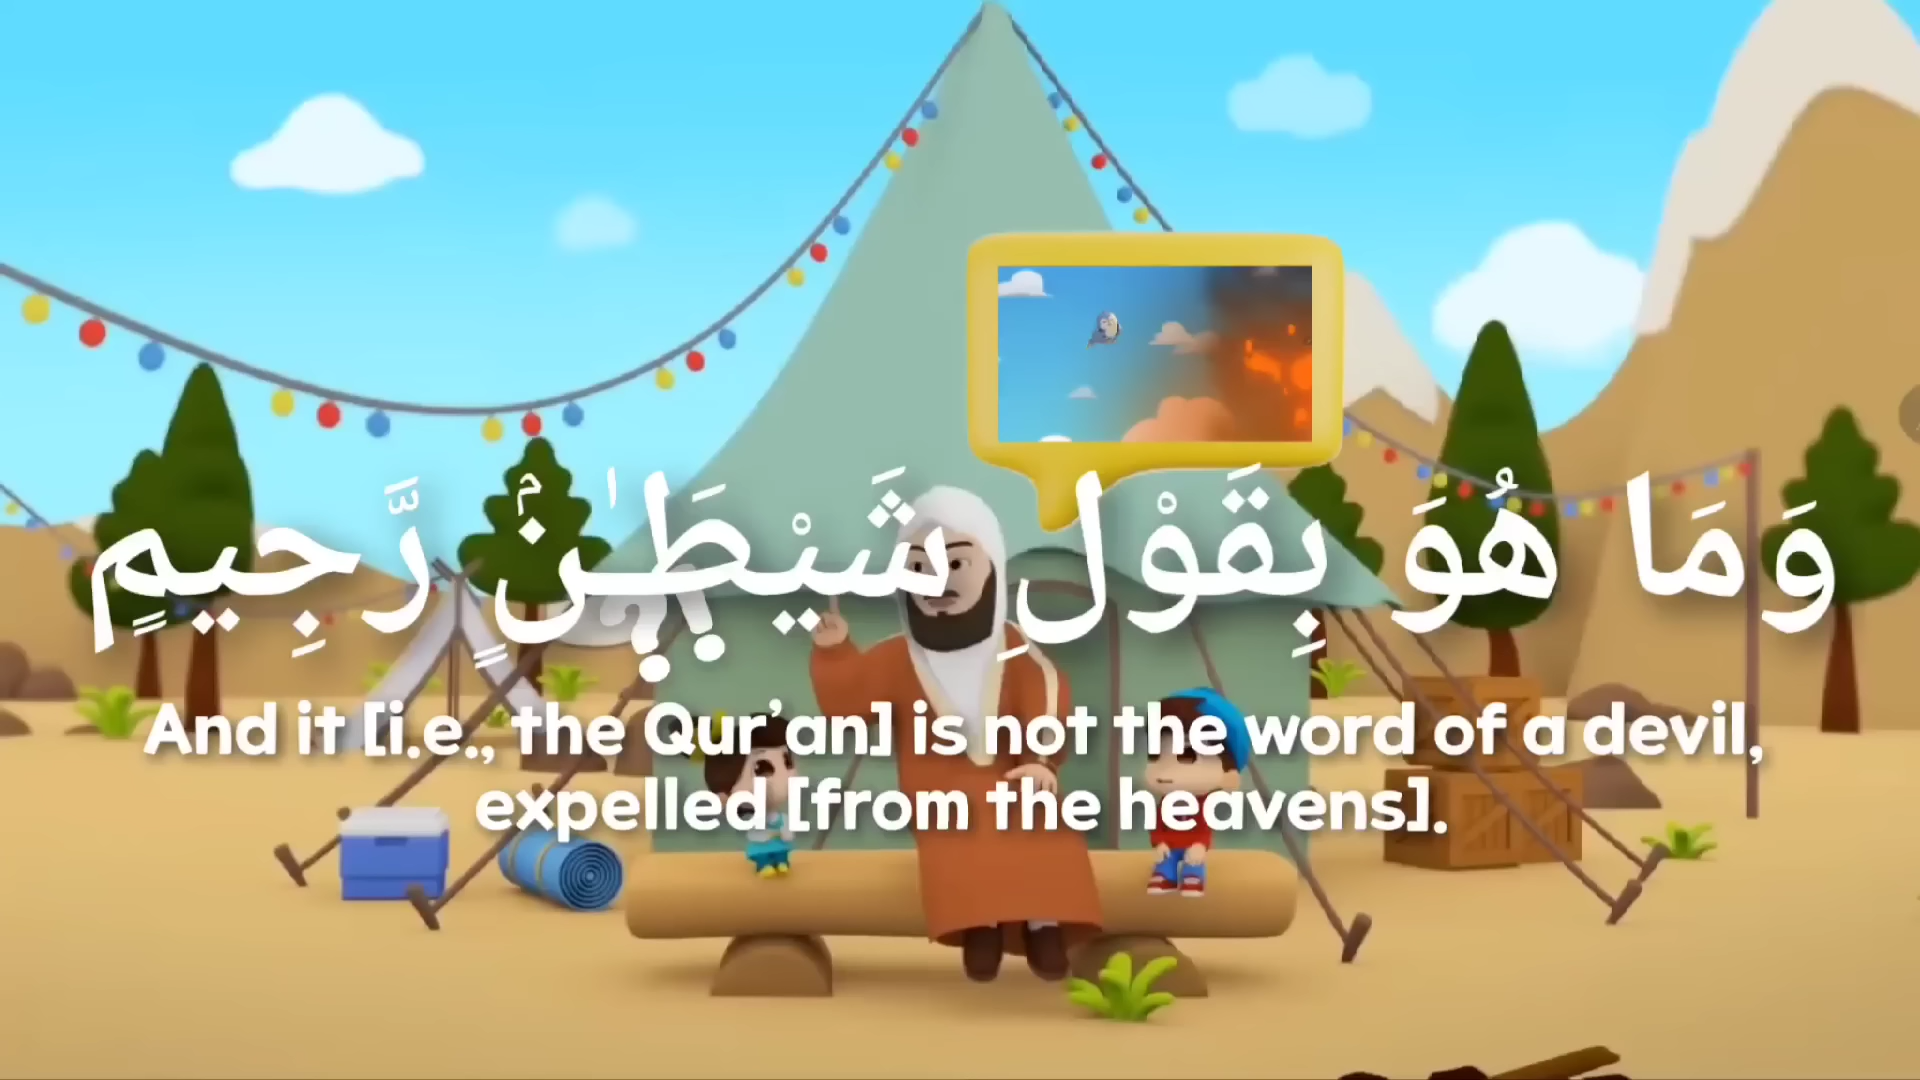 وَمَا هُوَ بِقَوْلِ شَيْطَـٰنٍۢ رَّجِيمٍ
And it [i.e., the Qur’an] is not the word of a devil,
expelled [from the heavens].